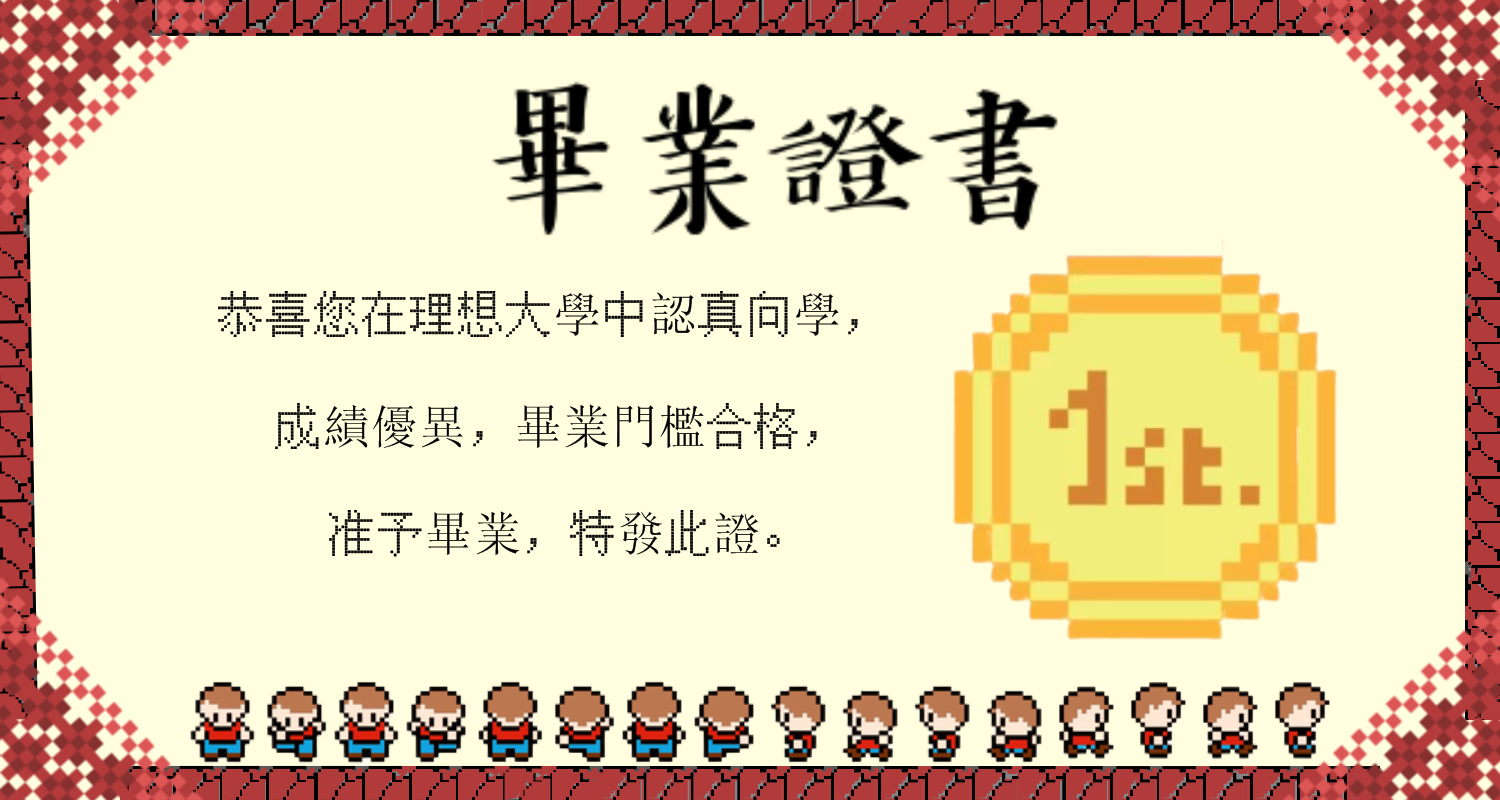 畢業證書
恭喜您在理想大學中認真向學，
成績優異，畢業門檻合格，
准予畢業，特發此證。
1st.